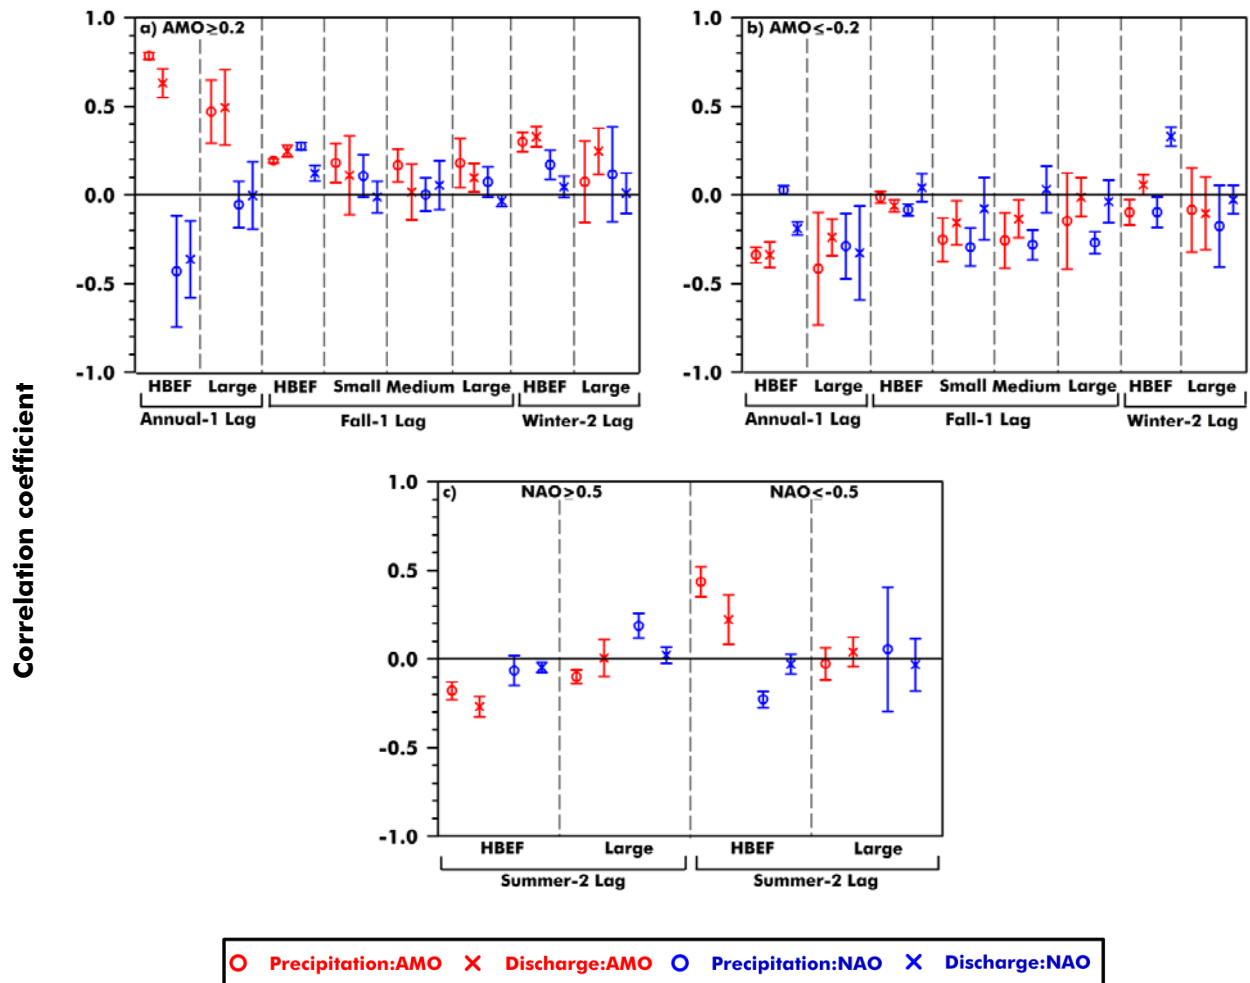 Correlation coefficient
a) AMO≥0.2
1.0
0.5
0.0
-0.5
-1.0
HBEF Large HBEF Small Medium Large HBEF Large
Annual-1 Lag Fall-1 Lag Winter-2 Lag
b) AMO≤-0.2
1.0
0.5
0.0
-0.5
-1.0
HBEF Large HBEF Small Medium Large HBEF Large
Annual-1 Lag Fall-1 Lag Winter-2 Lag
c) NAO≥0.5 NAO≤-0.5
1.0
0.5
0.0
-0.5
-1.0
HBEF Large HBEF Large
Summer-2 Lag Summer-2 Lag
Precipitation:AMO Discharge:AMO Precipitation:NAO Discharge:NAO